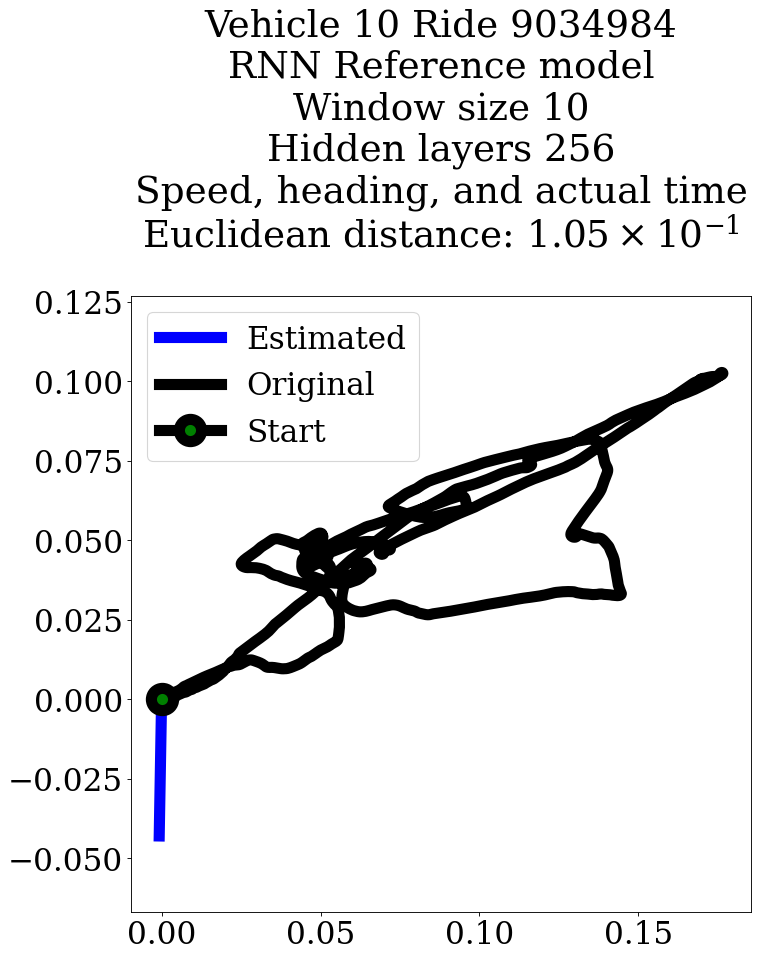 Vehicle 10 Ride 9034984
RNN Reference model
Window size 10
Hidden layers 256
Speed, heading, and actual time
Euclidean distance: 1.05 × 10⁻¹
Estimated
Original
Start
0.125
0.100
0.075
0.050
0.025
0.000
−0.025
−0.050
0.00 0.05 0.10 0.15